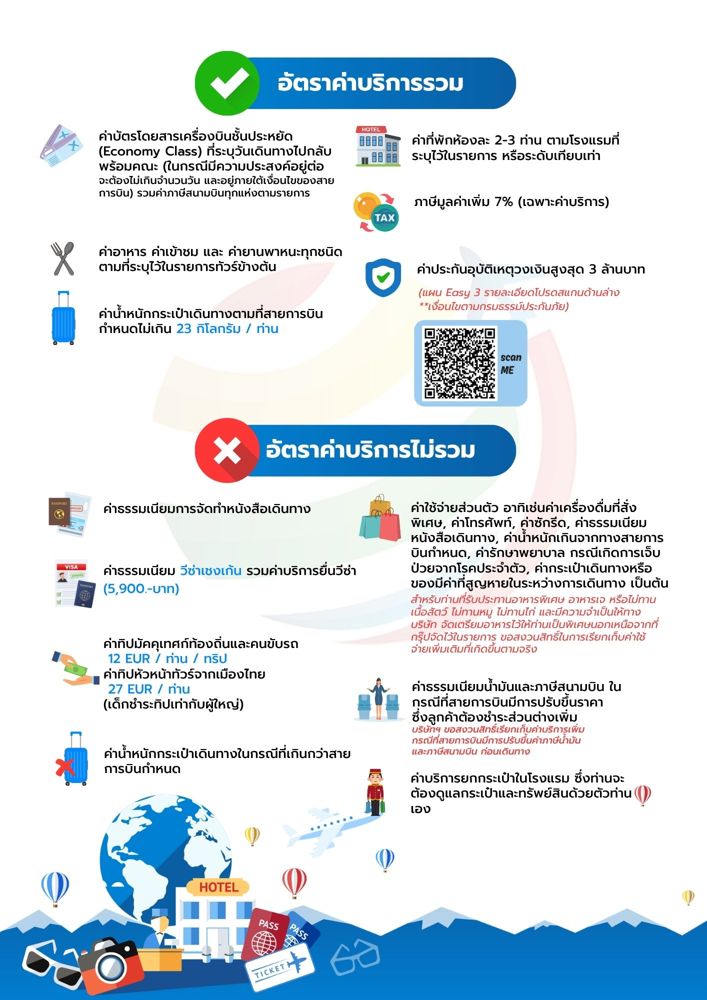 อัตราค่าบริการรวม
ค่าบัตรโดยสารเครื่องบินชั้นประหยัด
(Economy Class) ที่ระบุวันเดินทางไปกลับ
พร้อมคณะ (ในกรณีมีความประสงค์อยู่ต่อ
จะต้องไม่เกินจำนวนวัน และอยู่ภายใต้เงื่อนไขของสาย
การบิน) รวมค่าภาษีสนามบินทุกแห่งตามรายการ
ค่าอาหาร ค่าเข้าชม และ ค่ายานพาหนะทุกชนิด
ตามที่ระบุไว้ในรายการทัวร์ข้างต้น
ค่าน้ำหนักกระเป๋าเดินทางตามที่สายการบิน
กำหนดไม่เกิน 23 กิโลกรัม / ท่าน
HOTEL
ค่าที่พักห้องละ 2-3 ท่าน ตามโรงแรมที่
ระบุไว้ในรายการ หรือระดับเทียบเท่า
TAX
ภาษีมูลค่าเพิ่ม 7% (เฉพาะค่าบริการ)
ค่าประกันอุบัติเหตุวงเงินสูงสุด 3 ล้านบาท
(แผน Easy 3 รายละเอียดโปรดสแกนด้านล่าง
**เงื่อนไขตามกรมธรรม์ประกันภัย)
scan
ME
อัตราค่าบริการไม่รวม
PASSPORT
ค่าธรรมเนียมการจัดทำหนังสือเดินทาง
VISA
APPROVED
PASSPORT
ค่าธรรมเนียม วีซ่าเชงเก้น รวมค่าบริการยื่นวีซ่า
(5,900.-บาท)
ค่าทิปมัคคุเทศก์ท้องถิ่นและคนขับรถ
12 EUR / ท่าน / ทริป
ค่าทิปหัวหน้าทัวร์จากเมืองไทย
27 EUR / ท่าน
(เด็กชำระทิปเท่ากับผู้ใหญ่)
ค่าน้ำหนักกระเป๋าเดินทางในกรณีที่เกินกว่าสาย
การบินกำหนด
ค่าใช้จ่ายส่วนตัว อาทิเช่นค่าเครื่องดื่มที่สั่ง
พิเศษ, ค่าโทรศัพท์, ค่าซักรีด, ค่าธรรมเนียม
หนังสือเดินทาง, ค่าน้ำหนักเกินจากทางสายการ
บินกำหนด, ค่ารักษาพยาบาล กรณีเกิดการเจ็บ
ป่วยจากโรคประจำตัว, ค่ากระเป๋าเดินทางหรือ
ของมีค่าที่สูญหายในระหว่างการเดินทาง เป็นต้น
สำหรับท่านที่รับประทานอาหารพิเศษ อาหารเจ หรือไม่ทาน
เนื้อสัตว์ ไม่ทานหมู ไม่ทานไก่ และมีความจำเป็นให้ทาง
บริษัท จัดเตรียมอาหารไว้ให้ท่านเป็นพิเศษนอกเหนือจากที่
กรุ๊ปจัดไว้ในรายการ ขอสงวนสิทธิ์ในการเรียกเก็บค่าใช้
จ่ายเพิ่มเติมที่เกิดขึ้นตามจริง
ค่าธรรมเนียมน้ำมันและภาษีสนามบิน ใน
กรณีที่สายการบินมีการปรับขึ้นราคา
ซึ่งลูกค้าต้องชำระส่วนต่างเพิ่ม
บริษัทฯ ขอสงวนสิทธิ์เรียกเก็บค่าบริการเพิ่ม
กรณีที่สายการบินมีการปรับขึ้นค่าภาษีน้ำมัน
และภาษีสนามบิน ก่อนเดินทาง
ค่าบริการยกกระเป๋าในโรงแรม ซึ่งท่านจะ
ต้องดูแลกระเป๋าและทรัพย์สินด้วยตัวท่าน
เอง
HOTEL
PASS
PASS
TICKET